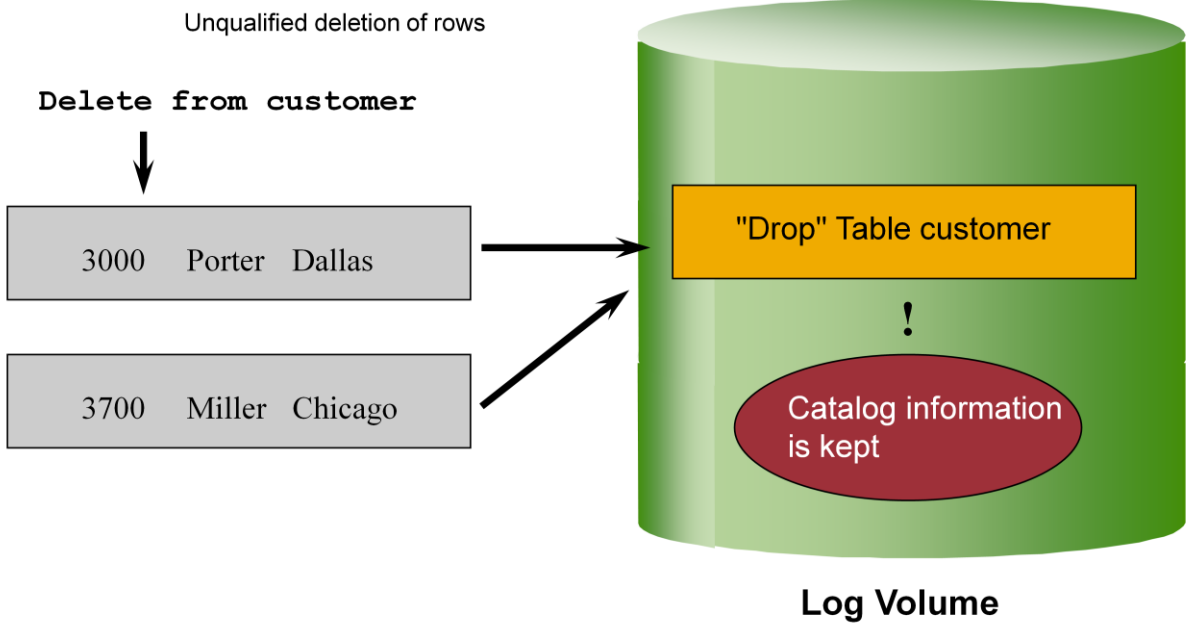 Unqualified deletion of rows
Delete from customer
3000 Porter Dallas
3700 Miller Chicago
"Drop" Table customer
!
Catalog information
is kept
Log Volume